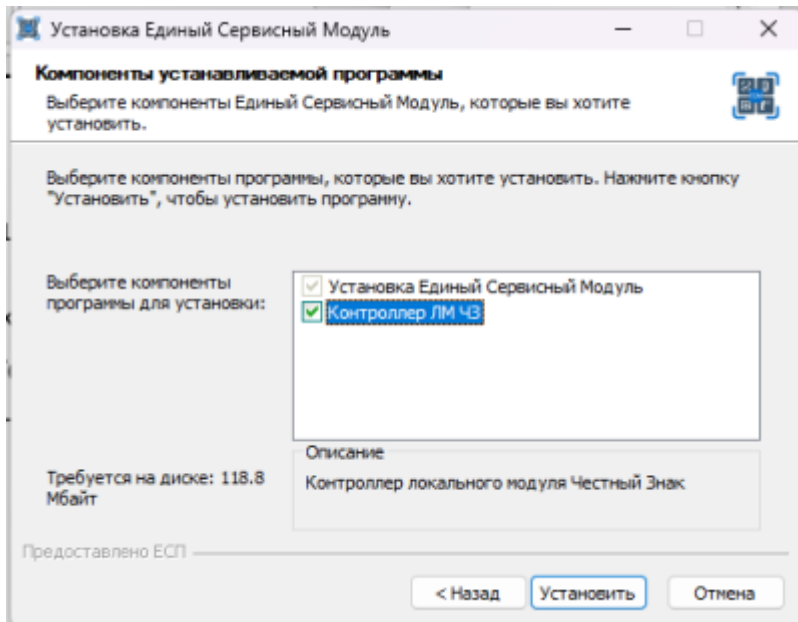 Установка Единый Сервисный Модуль
Компоненты устанавливаемой программы
Выберите компоненты Единый Сервисный Модуль, которые вы хотите
установить.
Выберите компоненты программы, которые вы хотите установить. Нажмите кнопку
"Установить", чтобы установить программу.
Выберите компоненты
программы для установки:
Установка Единый Сервисный Модуль
Контроллер ЛМ ЧЗ
Описание
Требуется на диске: 118.8
Мбайт
Контроллер локального модуля Честный Знак
Предоставлено ЕСП
< Назад
Установить
Отмена